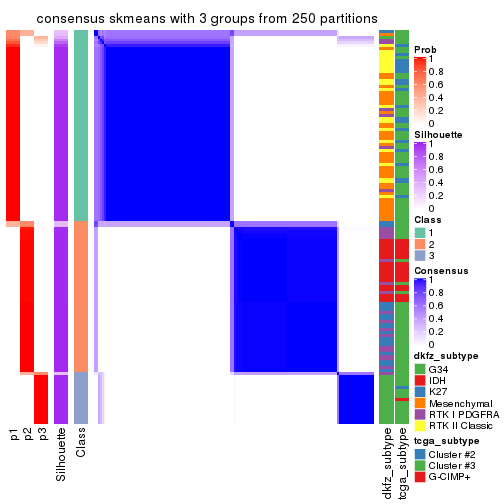 consensus skmeans with 3 groups from 250 partitions
Prob
1
0.8
0.6
0.4
0.2
0
Silhouette
1
0.8
0.6
0.4
0.2
0
Class
1
2
3
Consensus
1
0.8
0.6
0.4
0.2
0
dkfz_subtype
G34
IDH
K27
Mesenchymal
RTK I PDGFRA
RTK II Classic
tcga_subtype
Cluster #2
Cluster #3
G-CIMP+
p1
p2
p3
Silhouette
Class
dkfz_subtype
tcga_subtype